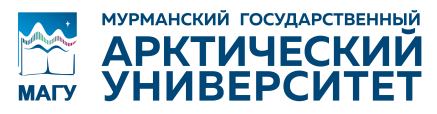 МУРМАНСКИЙ ГОСУДАРСТВЕННЫЙ
АРКТИЧЕСКИЙ
УНИВЕРСИТЕТ
МАГУ